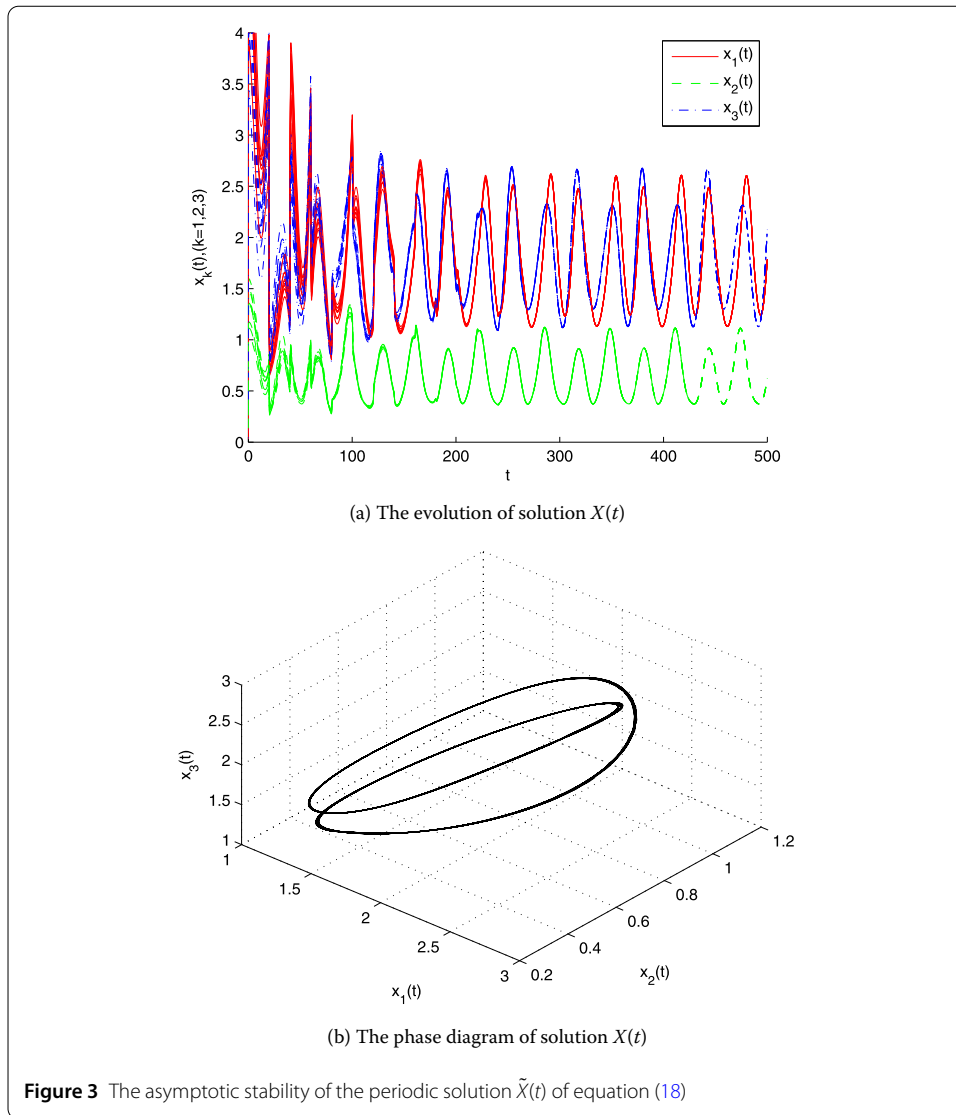 4
3.5
3
2.5
2
1.5
1
0.5
0
x_k(t),(k=1,2,3)
x_1(t)
x_2(t)
x_3(t)
0 100 200 300 400 500
t
(a) The evolution of solution X(t)
3
2.5
2
1.5
1
x_3(t)
1
1.5
2
2.5
3
x_1(t)
0.2
0.4
0.6
0.8
1
1.2
x_2(t)
(b) The phase diagram of solution X(t)
Figure 3 The asymptotic stability of the periodic solution X̃(t) of equation (18)